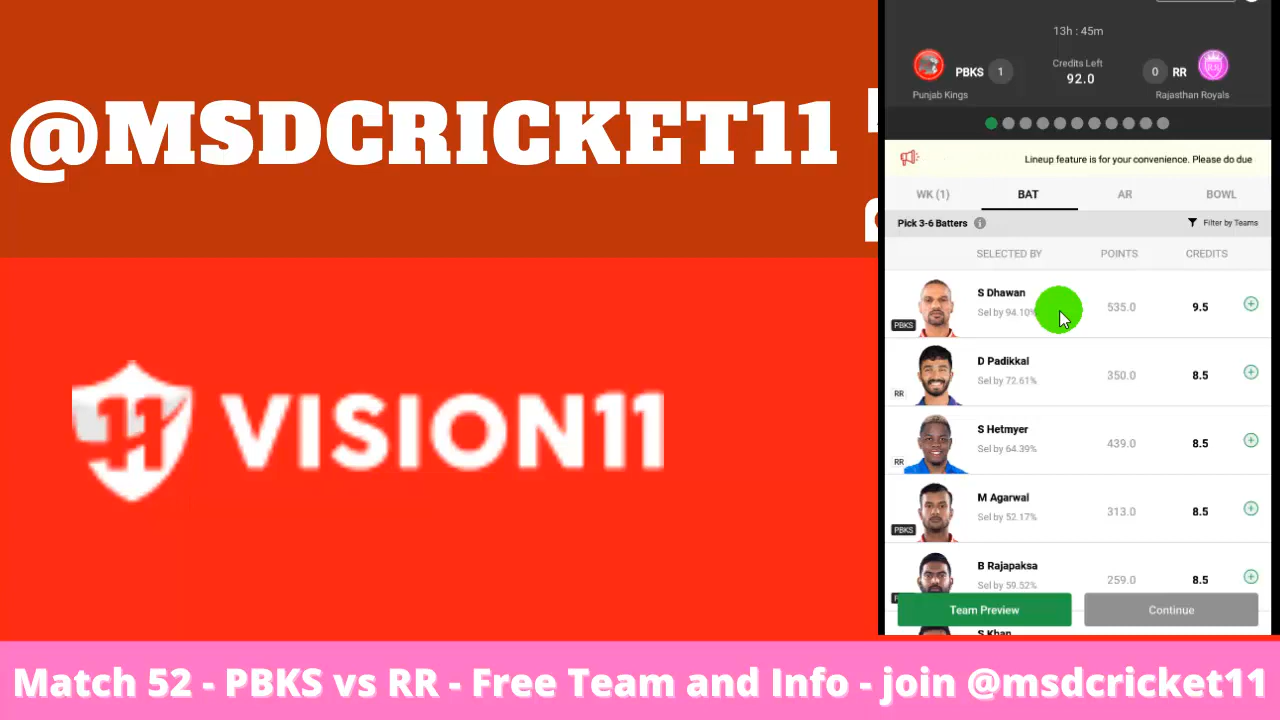 @MSDCRICKET11
VISION11
13h : 45m
PBKS 1
Credits Left
0 RR
92.0
Punjab Kings
Rajasthan Royals
Lineup feature is for your convenience. Please do due
WK (1) BAT AR BOWL
Pick 3-6 Batters
Filter by Teams
SELECTED BY POINTS CREDITS
S Dhawan
Sel by 94.10%
535.0 9.5
PBKS
D Padikkal
Sel by 72.61%
350.0 8.5
RR
S Hetmyer
Sel by 64.39%
439.0 8.5
RR
M Agarwal
Sel by 52.17%
313.0 8.5
PBKS
B Rajapaksa
Sel by 59.52%
259.0 8.5
Team Preview
Continue
S Khan
Match 52 - PBKS vs RR - Free Team and Info - join @msdcricket11